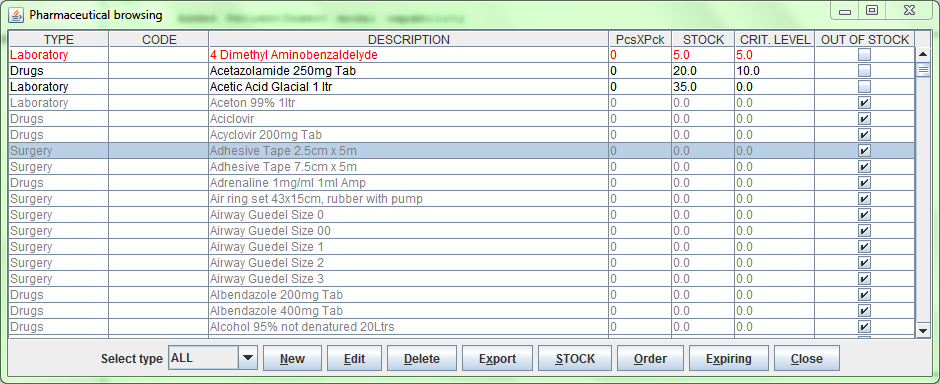 Pharmaceutical browsing
TYPE CODE DESCRIPTION PcsXPck STOCK CRIT. LEVEL OUT OF STOCK
Laboratory 4 Dimethyl Aminobenzaldeyde 0 5.0 5.0
Drugs Acetazolamide 250mg Tab 0 20.0 10.0
Laboratory Acetic Acid Glacial 1 ltr 0 35.0 0.0
Laboratory Aceton 99% 1ltr 0 0.0 0.0
Drugs Aciclovir 0 0.0 0.0
Drugs Acyclovir 200mg Tab 0 0.0 0.0
Surgery Adhesive Tape 2.5cm x 5m 0 0.0 0.0
Surgery Adhesive Tape 7.5cm x 5m 0 0.0 0.0
Drugs Adrenaline 1mg/ml 1ml Amp 0 0.0 0.0
Surgery Air ring set 43x15cm, rubber with pump 0 0.0 0.0
Surgery Airway Guedel Size 0 0 0.0 0.0
Surgery Airway Guedel Size 00 0 0.0 0.0
Surgery Airway Guedel Size 1 0 0.0 0.0
Surgery Airway Guedel Size 2 0 0.0 0.0
Surgery Airway Guedel Size 3 0 0.0 0.0
Drugs Albendazole 200mg Tab 0 0.0 0.0
Drugs Albendazole 400mg Tab 0 0.0 0.0
Drugs Alcohol 95% not denatured 20Ltrs 0 0.0 0.0
Select type ALL New Edit Delete Export STOCK Order Expiring Close